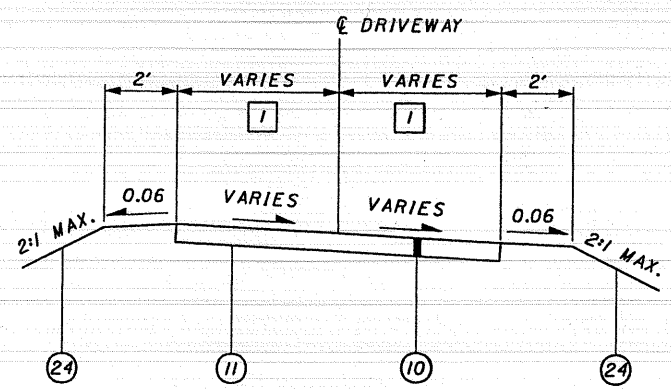 ℄ DRIVEWAY
2' VARIES VARIES 2'
1 1
0.06 VARIES VARIES 0.06
2:1 MAX. 2:1 MAX.
24 11 10 24